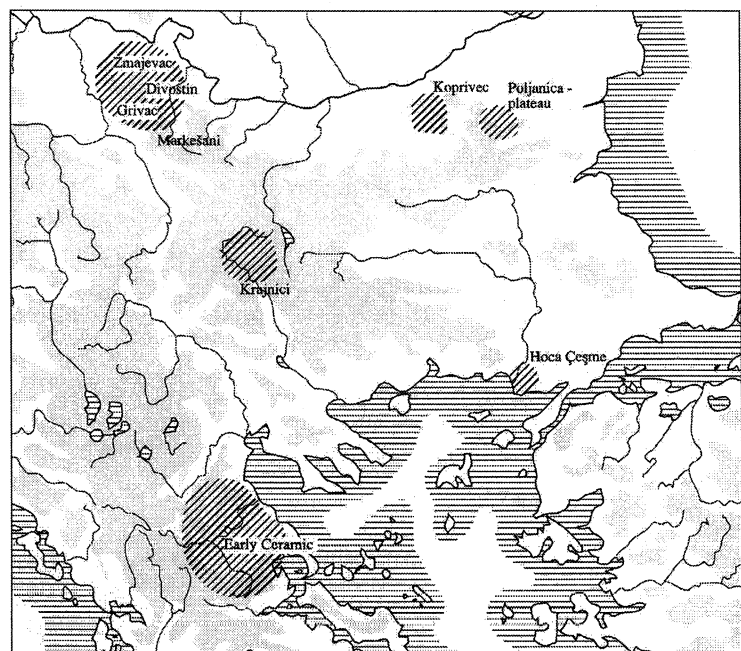 Zmajevac
Divostin
Grivac
Markešani
Koprivec
Poljanica -
plateau
Krajnici
Hoca Çeşme
Early Ceramic